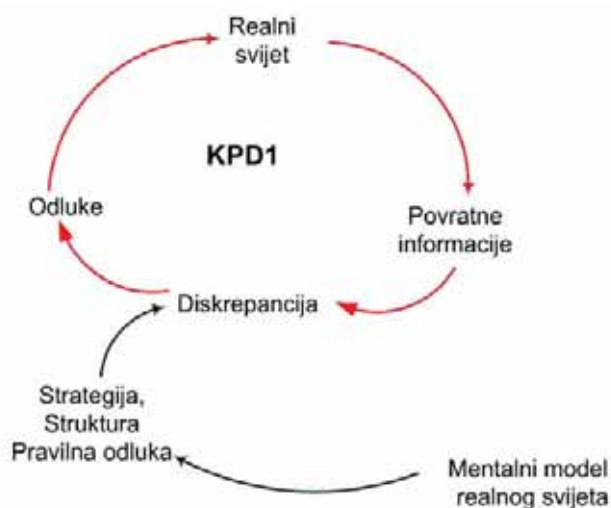 Realni
svijet
KPD1
Odluke
Povratne
informacije
Diskrepancija
Strategija,
Struktura
Pravilna odluka
Mentalni model
realnog svijeta